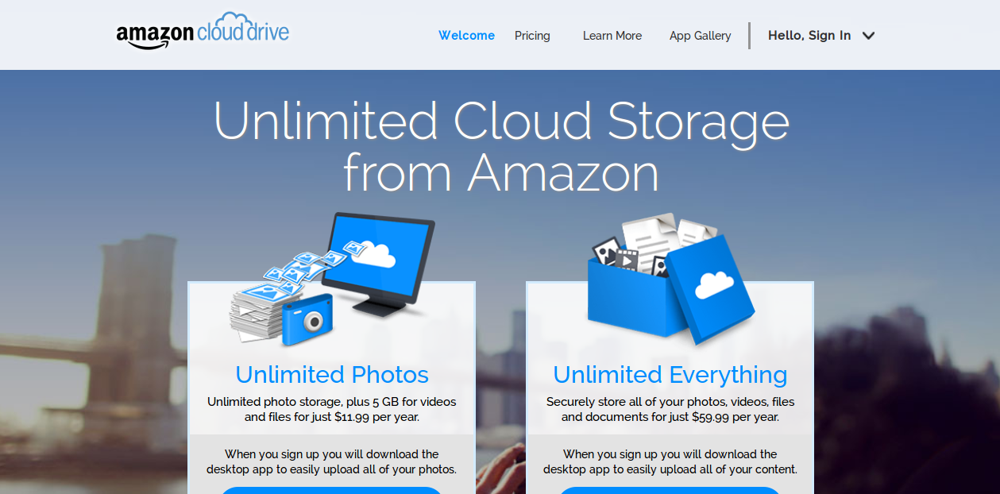 amazon cloud drive
Welcome Pricing Learn More App Gallery Hello, Sign In
Unlimited Cloud Storage
from Amazon
Unlimited Photos
Unlimited photo storage, plus 5 GB for videos
and files for just $11.99 per year.
When you sign up you will download the
desktop app to easily upload all of your photos.
Unlimited Everything
Securely store all of your photos, videos, files
and documents for just $59.99 per year.
When you sign up you will download the
desktop app to easily upload all of your content.